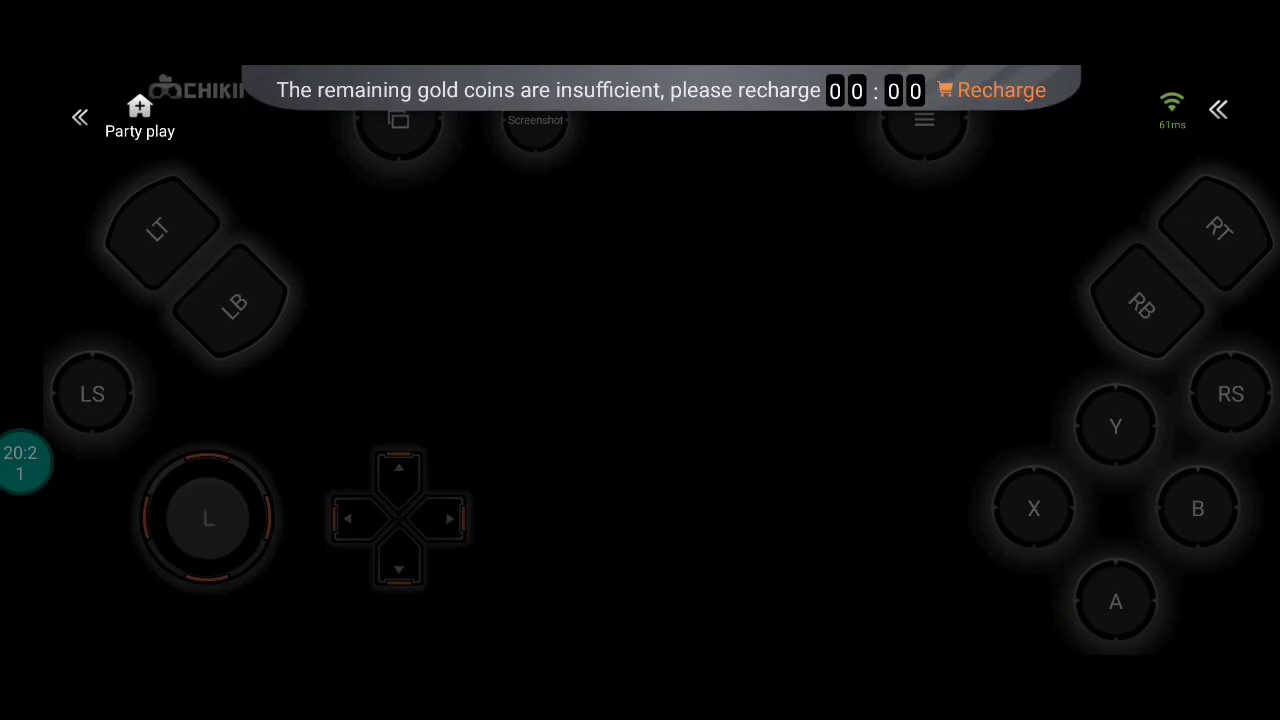 CHIKII
The remaining gold coins are insufficient, please recharge 00:00 Recharge
Party play
Screenshot
61ms
LT
LB
RT
RB
LS
RS
Y
20:2
1
L
X
B
A